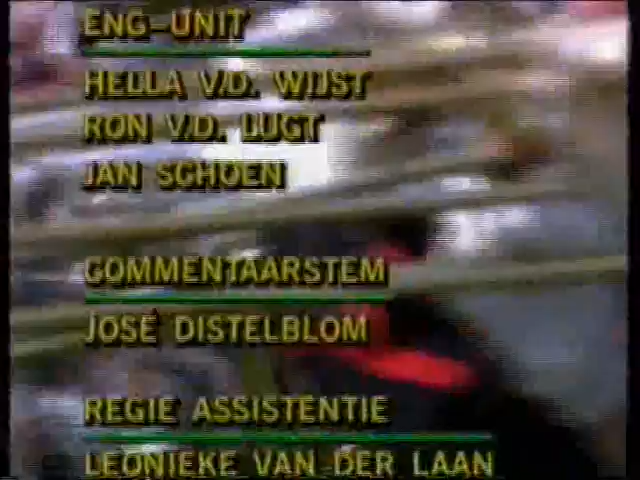 ENG-UNIT
HELLA V.D. WIJST
RON V.D. LUGT
JAN SCHOEN
COMMENTAARSTEM
JOSÉ DISTELBLOM
REGIE ASSISTENTIE
LEONIEKE VAN DER LAAN